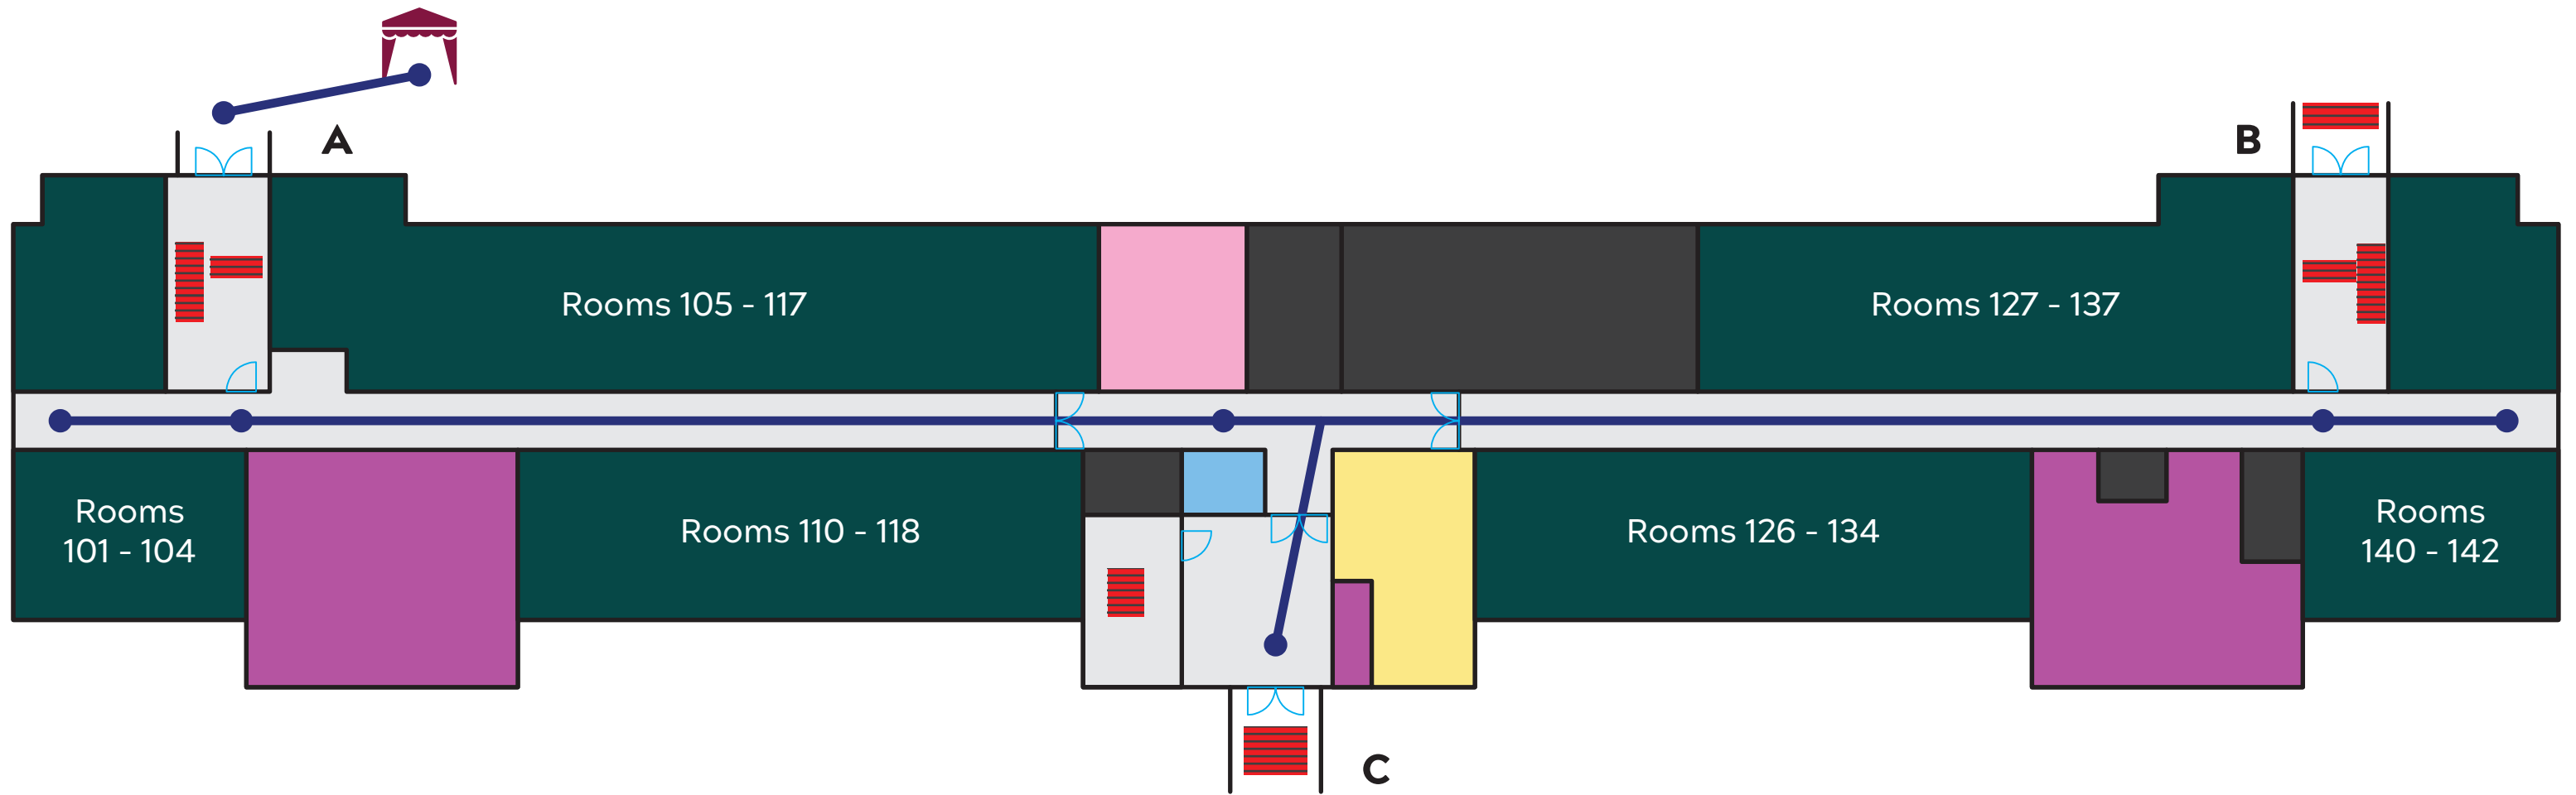 A
B
Rooms 105 - 117
Rooms 127 - 137
Rooms
101 - 104
Rooms 110 - 118
Rooms 126 - 134
Rooms
140 - 142
C